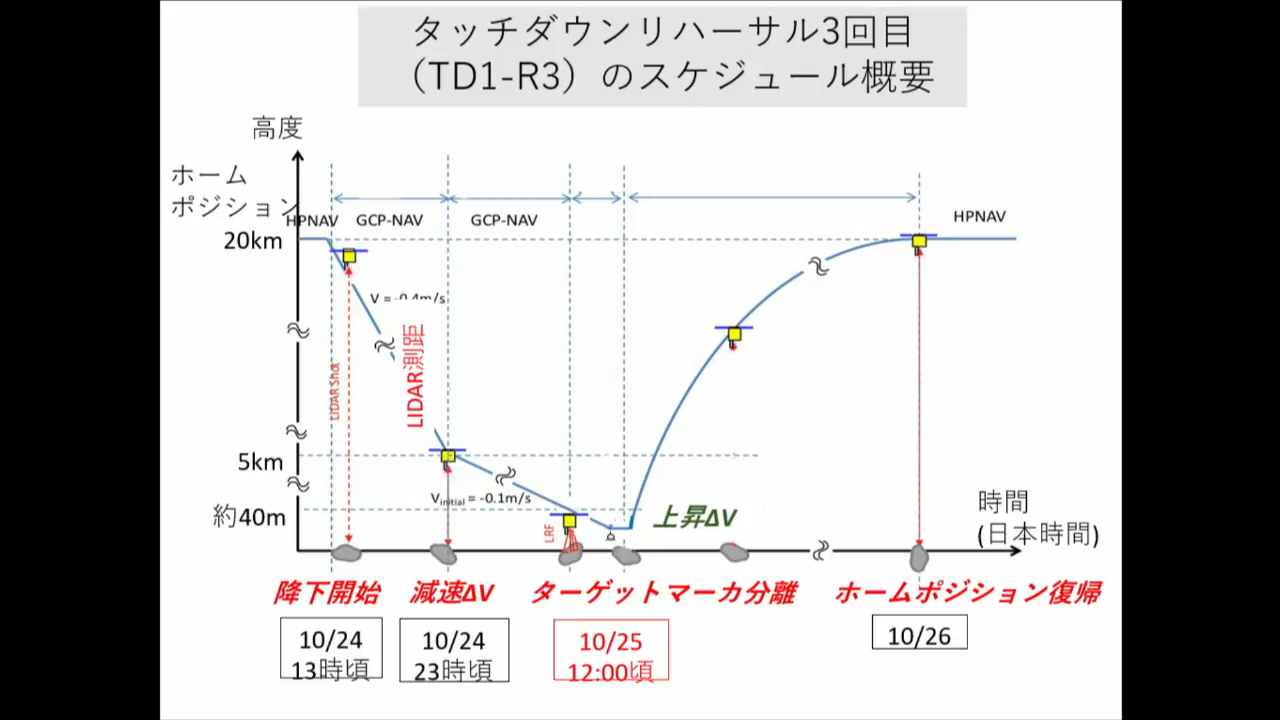 タッチダウンリハーサル3回目
（TD1-R3）のスケジュール概要
高度
ホーム
ポジション
HPNAV
GCP-NAV
GCP-NAV
HPNAV
20km
V = -0.4m/s
LIDAR測距
LIDAR Shot
5km
Vinitial = -0.1m/s
約40m
LRF
上昇ΔV
時間
(日本時間)
降下開始
減速ΔV
ターゲットマーカ分離
ホームポジション復帰
10/24
13時頃
10/24
23時頃
10/25
12:00頃
10/26